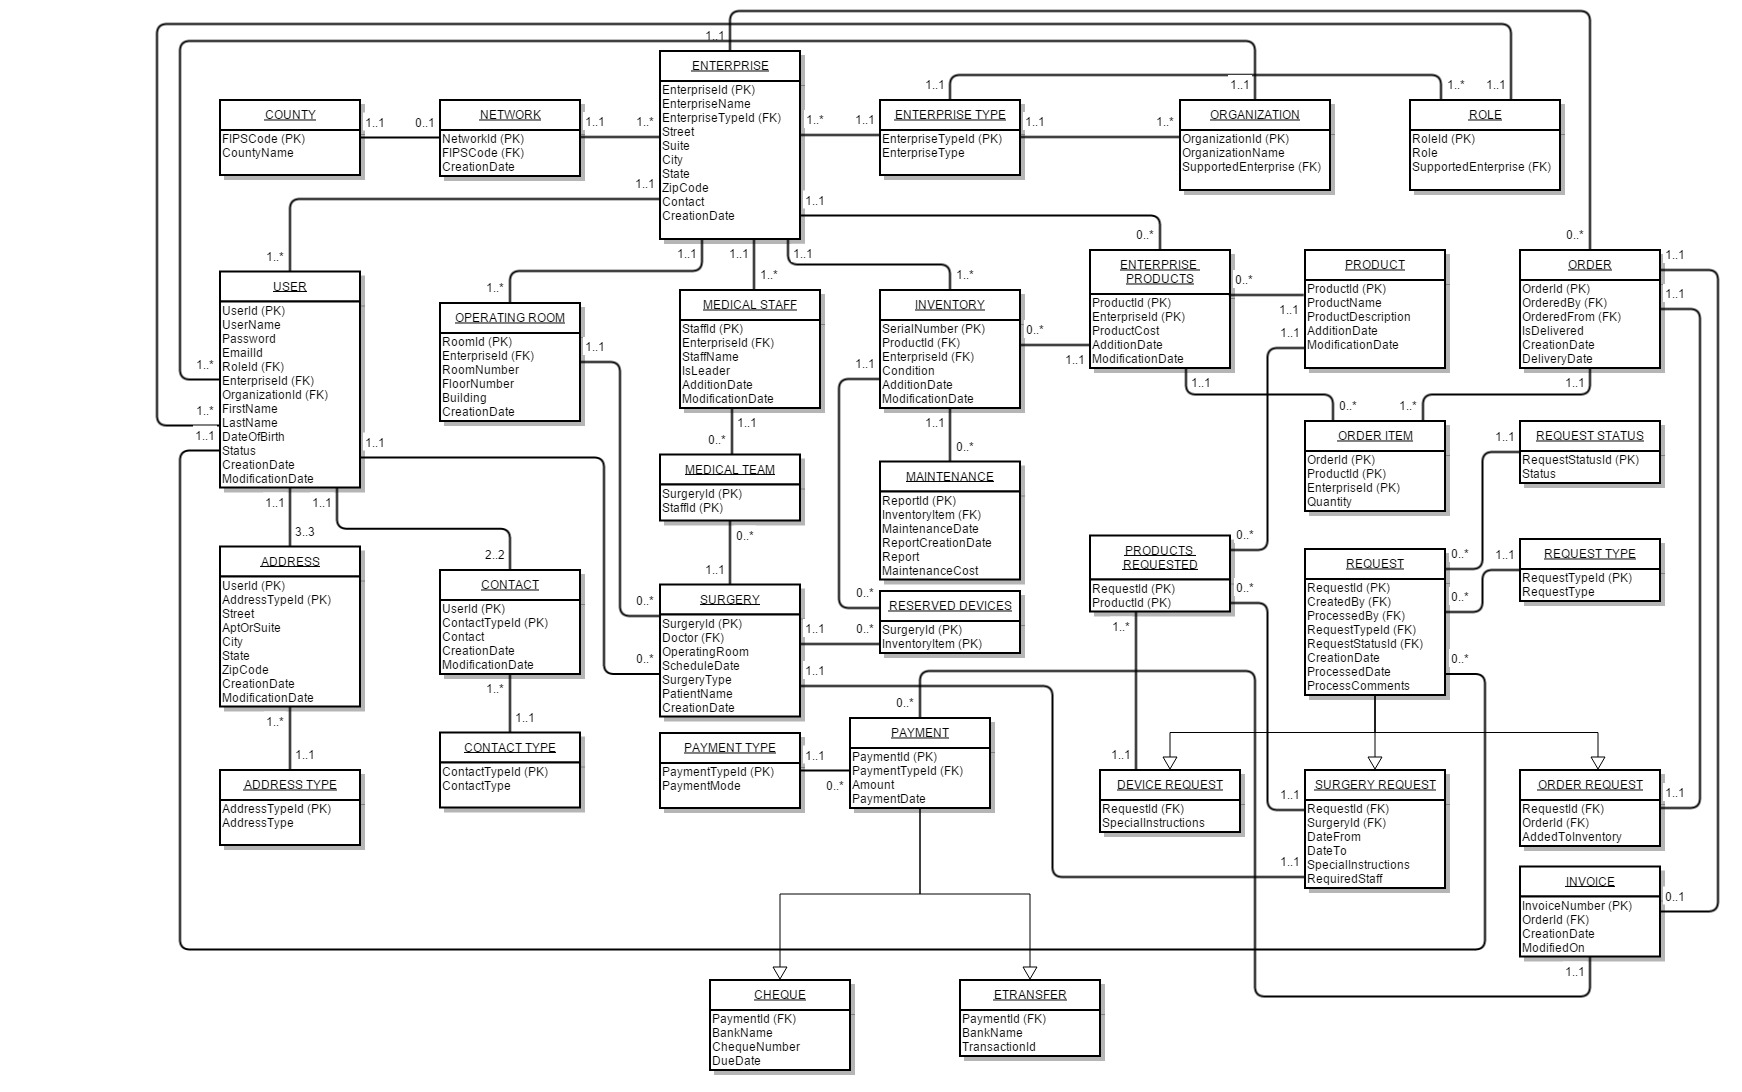 1..1
ENTERPRISE
EnterpriseId (PK)
EnterpriseName
EnterpriseTypeId (FK)
Street
Suite
City
State
ZipCode
Contact
CreationDate
COUNTY
FIPSCode (PK)
CountyName
1..1
0..1
NETWORK
NetworkId (PK)
FIPSCode (FK)
CreationDate
1..1
1..*
1..*
1..1
ENTERPRISE TYPE
EnterpriseTypeId (PK)
EnterpriseType
1..1
1..1
1..*
1..1
ORGANIZATION
OrganizationId (PK)
OrganizationName
SupportedEnterprise (FK)
1..*
1..1
ROLE
RoleId (PK)
Role
SupportedEnterprise (FK)
1..1
1..*
1..1
0..*
1..1
1..*
1..1
1..*
1..1
1..*
USER
UserId (PK)
UserName
Password
EmailId
RoleId (FK)
EnterpriseId (FK)
OrganizationId (FK)
FirstName
LastName
DateOfBirth
Status
CreationDate
ModificationDate
1..*
1..*
1..1
1..1
OPERATING ROOM
RoomId (PK)
EnterpriseId (FK)
RoomNumber
FloorNumber
Building
CreationDate
1..1
MEDICAL STAFF
StaffId (PK)
EnterpriseId (FK)
StaffName
IsLeader
AdditionDate
ModificationDate
INVENTORY
SerialNumber (PK)
ProductId (FK)
EnterpriseId (FK)
Condition
AdditionDate
ModificationDate
1..1
0..*
1..1
ENTERPRISE
PRODUCTS
ProductId (PK)
EnterpriseId (PK)
ProductCost
AdditionDate
ModificationDate
0..*
1..1
1..1
PRODUCT
ProductId (PK)
ProductName
ProductDescription
AdditionDate
ModificationDate
0..*
ORDER
OrderId (PK)
OrderedBy (FK)
OrderedFrom (FK)
IsDelivered
CreationDate
DeliveryDate
1..1
1..1
1..1
0..*
1..*
1..1
ORDER ITEM
OrderId (PK)
ProductId (PK)
EnterpriseId (PK)
Quantity
1..1
REQUEST STATUS
RequestStatusId (PK)
Status
1..1
0..*
MEDICAL TEAM
SurgeryId (PK)
StaffId (PK)
0..*
1..1
1..1
0..*
MAINTENANCE
ReportId (PK)
InventoryItem (FK)
MaintenanceDate
ReportCreationDate
Report
MaintenanceCost
1..1
3..3
1..1
2..2
ADDRESS
UserId (PK)
AddressTypeId (PK)
Street
AptOrSuite
City
State
ZipCode
CreationDate
ModificationDate
CONTACT
UserId (PK)
ContactTypeId (PK)
Contact
CreationDate
ModificationDate
0..*
0..*
SURGERY
SurgeryId (PK)
Doctor (FK)
OperatingRoom
ScheduleDate
SurgeryType
PatientName
CreationDate
1..1
0..*
0..*
1..1
RESERVED DEVICES
SurgeryId (PK)
InventoryItem (PK)
PRODUCTS
REQUESTED
RequestId (PK)
ProductId (PK)
0..*
0..*
1..*
1..1
REQUEST
RequestId (PK)
CreatedBy (FK)
ProcessedBy (FK)
RequestTypeId (FK)
RequestStatusId (FK)
CreationDate
ProcessedDate
ProcessComments
0..*
0..*
0..*
1..1
REQUEST TYPE
RequestTypeId (PK)
RequestType
1..*
1..1
ADDRESS TYPE
AddressTypeId (PK)
AddressType
1..*
1..1
CONTACT TYPE
ContactTypeId (PK)
ContactType
PAYMENT TYPE
PaymentTypeId (PK)
PaymentMode
1..1
0..*
0..*
PAYMENT
PaymentId (PK)
PaymentTypeId (FK)
Amount
PaymentDate
DEVICE REQUEST
RequestId (FK)
SpecialInstructions
1..1
1..1
SURGERY REQUEST
RequestId (FK)
SurgeryId (FK)
DateFrom
DateTo
SpecialInstructions
RequiredStaff
ORDER REQUEST
RequestId (FK)
OrderId (FK)
AddedToInventory
1..1
INVOICE
InvoiceNumber (PK)
OrderId (FK)
CreationDate
ModifiedOn
0..1
1..1
CHEQUE
PaymentId (FK)
BankName
ChequeNumber
DueDate
ETRANSFER
PaymentId (FK)
BankName
TransactionId